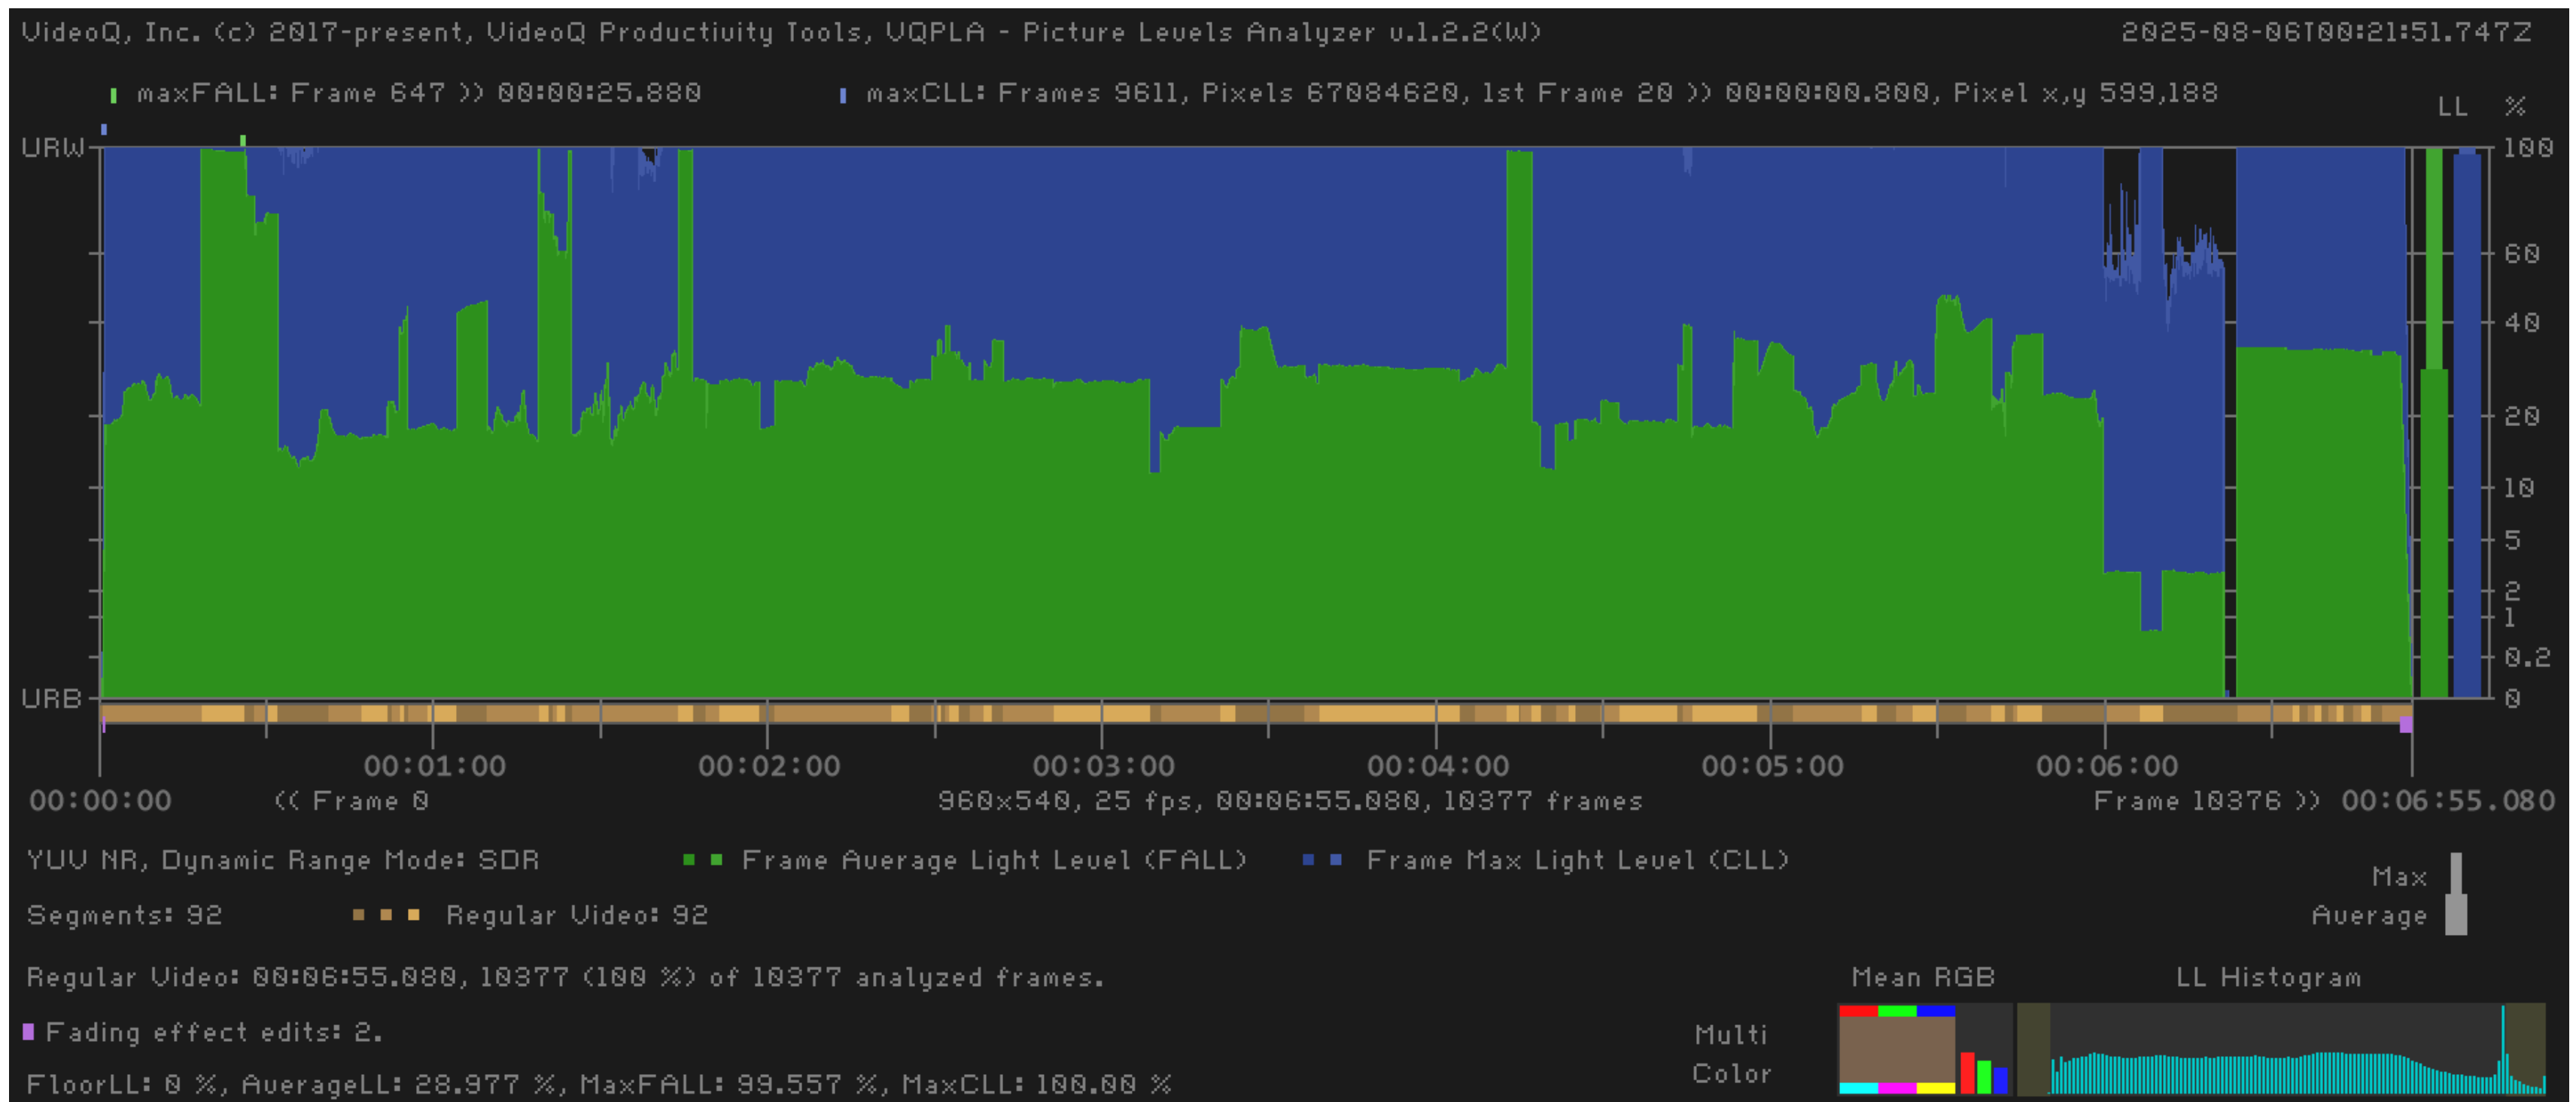 VideoQ, Inc. (c) 2017-present, VideoQ Productivity Tools, VQPLA - Picture Levels Analyzer v.1.2.2(W) 2025-08-06T00:21:51.747Z
maxFALL: Frame 647 >> 00:00:25.880 maxCLL: Frames 9611, Pixels 67084620, 1st Frame 20 >> 00:00:00.800, Pixel x,y 599,188
LL %
URW 100
60
40
20
10
5
2
1
0.2
URB 0
00:01:00 00:02:00 00:03:00 00:04:00 00:05:00 00:06:00
00:00:00 << Frame 0 960x540, 25 fps, 00:06:55.080, 10377 frames Frame 10376 >> 00:06:55.080
YUV NR, Dynamic Range Mode: SDR Frame Average Light Level (FALL) Frame Max Light Level (CLL)
Max
Segments: 92 Regular Video: 92 Average
Regular Video: 00:06:55.080, 10377 (100 %) of 10377 analyzed frames. Mean RGB LL Histogram
Fading effect edits: 2. Multi
Color
FloorLL: 0 %, AverageLL: 28.977 %, MaxFALL: 99.557 %, MaxCLL: 100.00 %